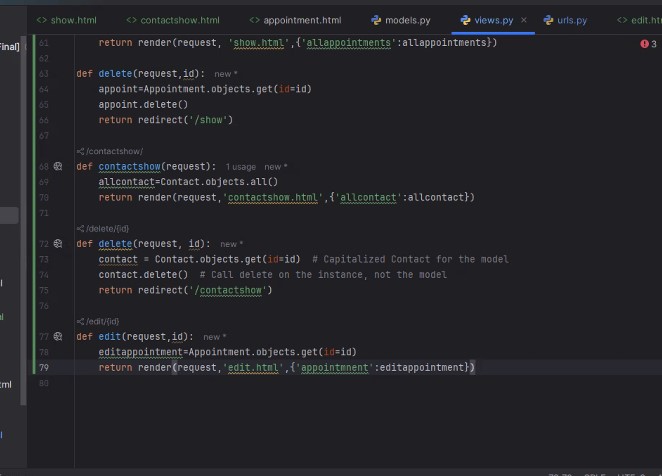 show.html contactshow.html appointment.html models.py views.py × urls.py edit.ht
Final]
61 return render(request, 'show.html',{'allappointments':allappointments}) 3
62
63 def delete(request,id): new *
64 appoint=Appointment.objects.get(id=id)
65 appoint.delete()
66 return redirect('/show')
67
/contactshow/
68 def contactshow(request): 1 usage new *
69 allcontact=Contact.objects.all()
70 return render(request,'contactshow.html',{'allcontact':allcontact})
71
/delete/{id}
72 def delete(request, id): new *
73 contact = Contact.objects.get(id=id) # Capitalized Contact for the model
74 contact.delete() # Call delete on the instance, not the model
75 return redirect('/contactshow')
76
/edit/{id}
77 def edit(request,id): new *
78 editappointment=Appointment.objects.get(id=id)
79 return render(request,'edit.html',{'appointmnent':editappointment})
80
tml